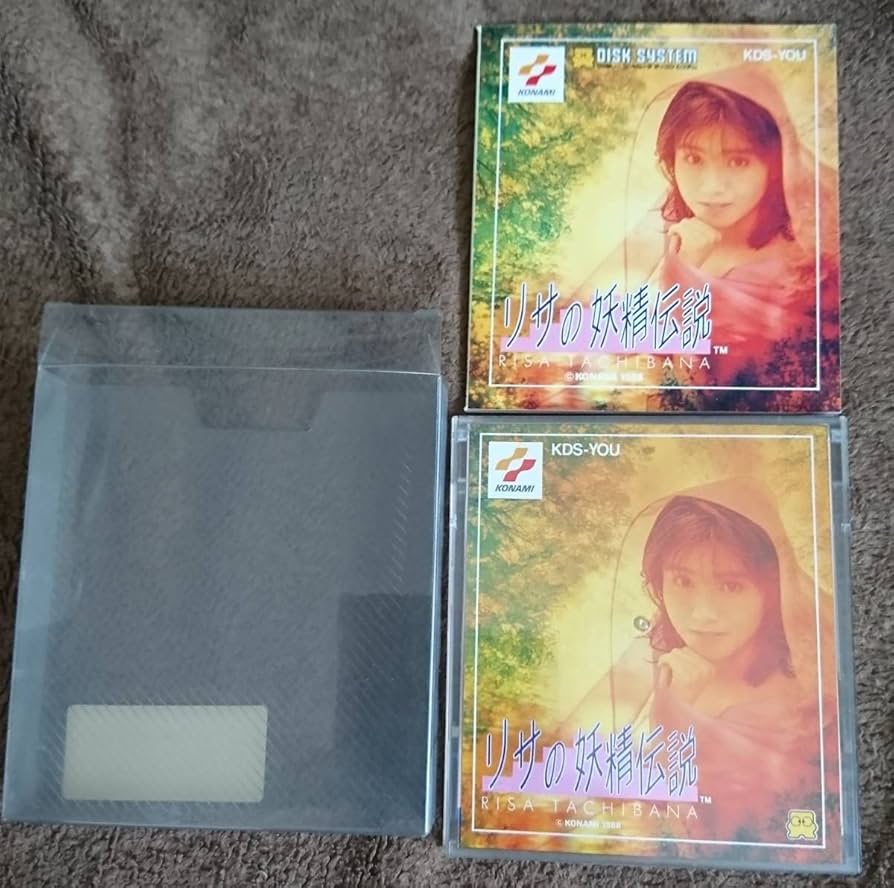 KONAMI
DISK SYSTEM
KDS-YOU
リサの妖精伝説
TM
RISA TACHIBANA
©KONAMI 1988
KONAMI
KDS-YOU
リサの妖精伝説
TM
RISA TACHIBANA
© KONAMI 1988